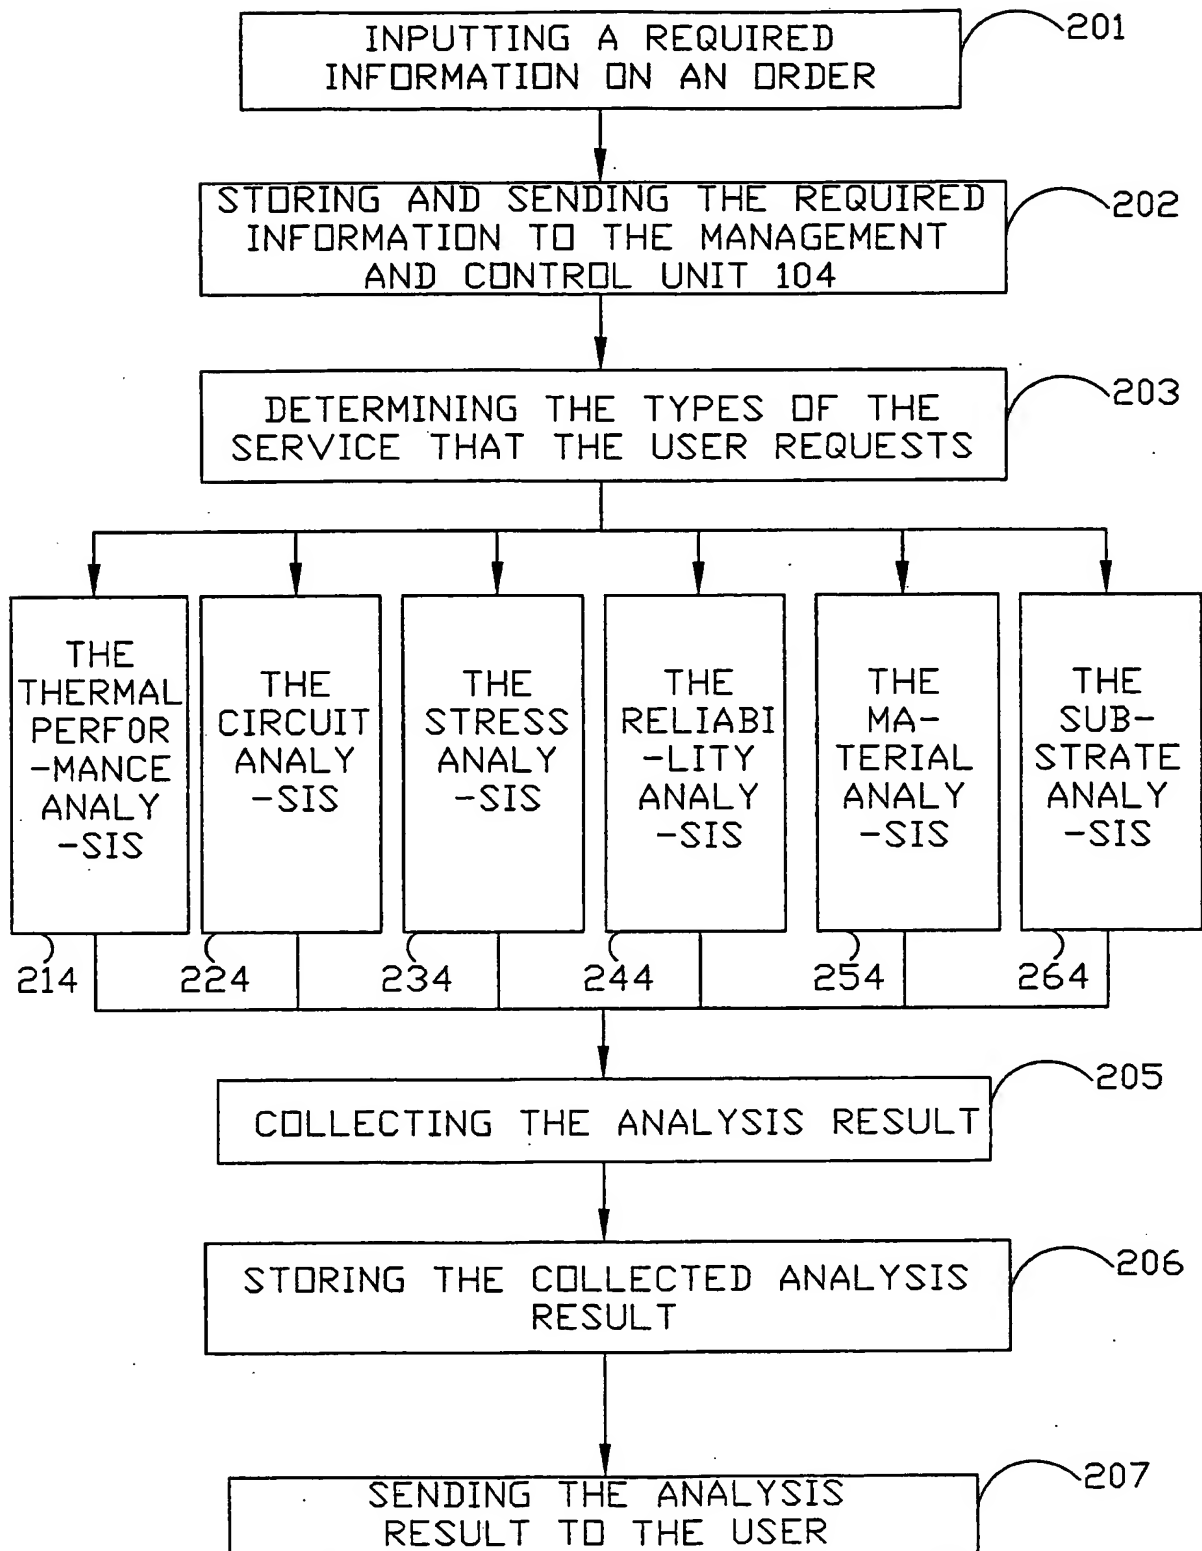 INPUTTING A REQUIRED
INFORMATION ON AN ORDER
201
STORING AND SENDING THE REQUIRED
INFORMATION TO THE MANAGEMENT
AND CONTROL UNIT 104
202
DETERMINING THE TYPES OF THE
SERVICE THAT THE USER REQUESTS
203
THE
THERMAL
PERFOR
-MANCE
ANALY
-SIS
214
THE
CIRCUIT
ANALY
-SIS
224
THE
STRESS
ANALY
-SIS
234
THE
RELIABI
-LITY
ANALY
-SIS
244
THE
MA-
TERIAL
ANALY
-SIS
254
THE
SUB-
STRATE
ANALY
-SIS
264
COLLECTING THE ANALYSIS RESULT
205
STORING THE COLLECTED ANALYSIS
RESULT
206
SENDING THE ANALYSIS
RESULT TO THE USER
207